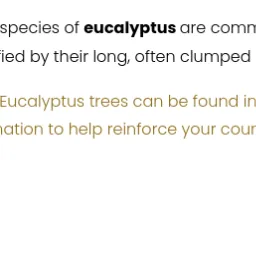 species of eucalyptus are comm
fied by their long, often clumped
Eucalyptus trees can be found in
nation to help reinforce your cour